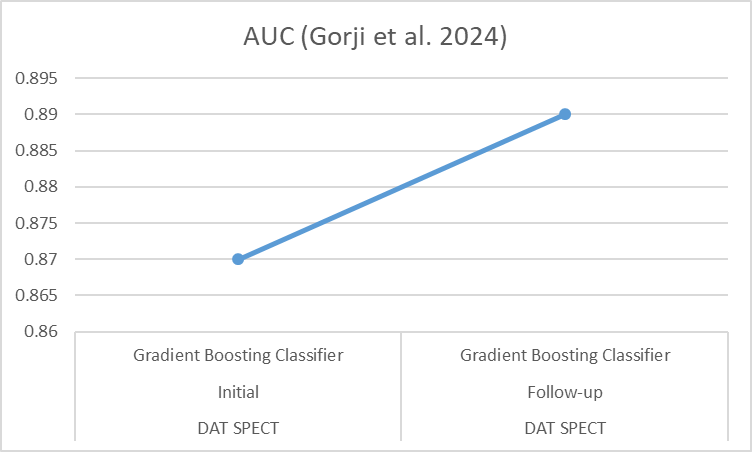 AUC (Gorji et al. 2024)
0.895
0.89
0.885
0.88
0.875
0.87
0.865
0.86
Gradient Boosting Classifier Gradient Boosting Classifier
Initial Follow-up
DAT SPECT DAT SPECT